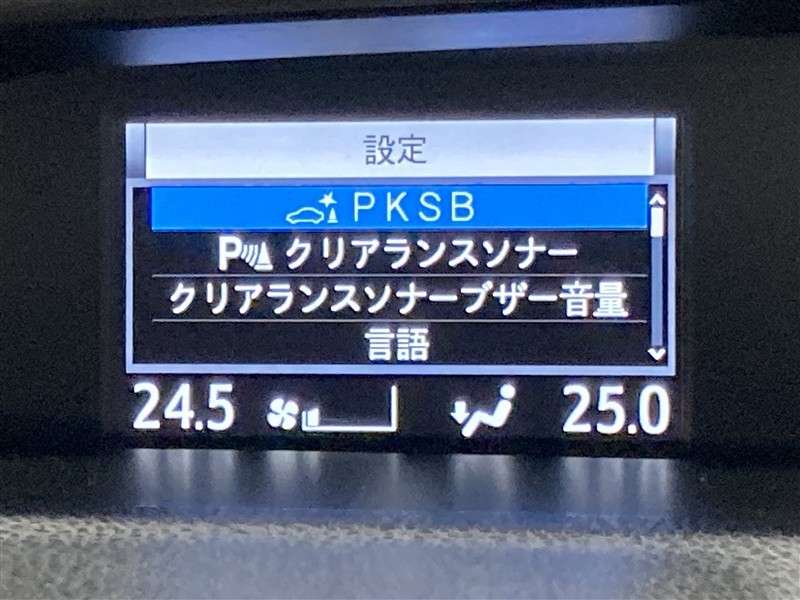 設定
PKSB
P クリアランスソナー
クリアランスソナーブザー音量
言語
24.5 25.0